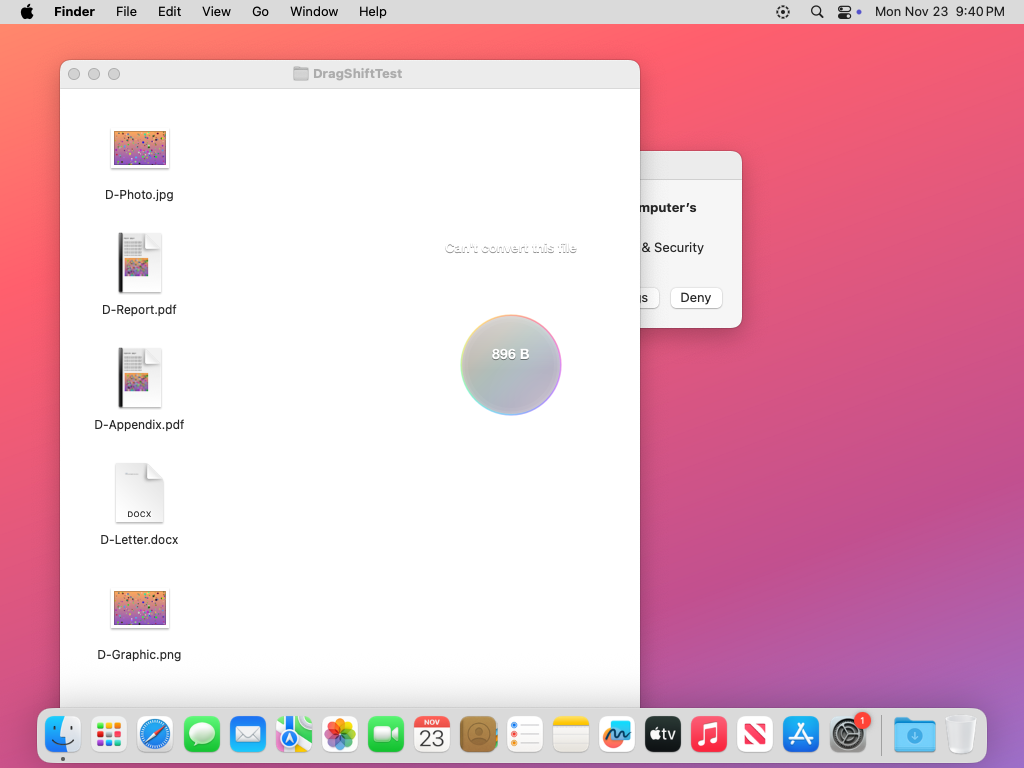 Finder File Edit View Go Window Help Mon Nov 23 9:40 PM
DragShiftTest
D-Photo.jpg
mputer's
D-Report.pdf
Can't convert this file
& Security
gs Deny
896 B
D-Appendix.pdf
DOCX
D-Letter.docx
D-Graphic.png
NOV
23
tv
1